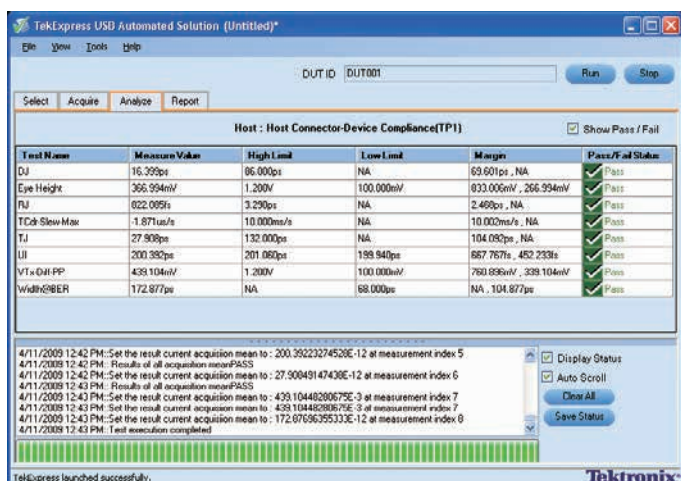 TekExpress USB Automated Solution (Untitled)*
File View Tools Help
DUT ID DUT001 Run Stop
Select Acquire Analyze Report
Host : Host Connector-Device Compliance(TP1) Show Pass / Fail
Test Name Measure Value High Limit Low Limit Margin Pass/Fail Status
DJ 16.399ps 86.000ps NA 69.601ps , NA Pass
Eye Height 366.994mV 1.200V 100.000mV 833.006mV , 266.994mV Pass
RJ 822.085fs 3.290ps NA 2.468ps , NA Pass
TCdr-Slew-Max -1.871us/s 10.000ms/s NA 10.002ms/s , NA Pass
TJ 27.908ps 132.000ps NA 104.092ps , NA Pass
UI 200.392ps 201.060ps 199.940ps 667.767fs , 452.233fs Pass
VTx-Diff-PP 439.104mV 1.200V 100.000mV 760.896mV , 339.104mV Pass
Width@BER 172.877ps NA 68.000ps NA , 104.877ps Pass
4/11/2009 12:42 PM::Set the result current acquisition mean to : 200.39223274528E-12 at measurement index 5
4/11/2009 12:42 PM:: Results of all acquisition meanPASS
4/11/2009 12:42 PM::Set the result current acquisition mean to : 27.90849147438E-12 at measurement index 6
4/11/2009 12:43 PM:: Results of all acquisition meanPASS
4/11/2009 12:43 PM::Set the result current acquisition mean to : 439.10448280675E-3 at measurement index 7
4/11/2009 12:43 PM::Set the result current acquisition mean to : 439.10448280675E-3 at measurement index 7
4/11/2009 12:43 PM::Set the result current acquisition mean to : 172.87696355333E-12 at measurement index 8
4/11/2009 12:43 PM::Test execution completed
Display Status
Auto Scroll
Clear All
Save Status
TekExpress launched successfully.
Tektronix